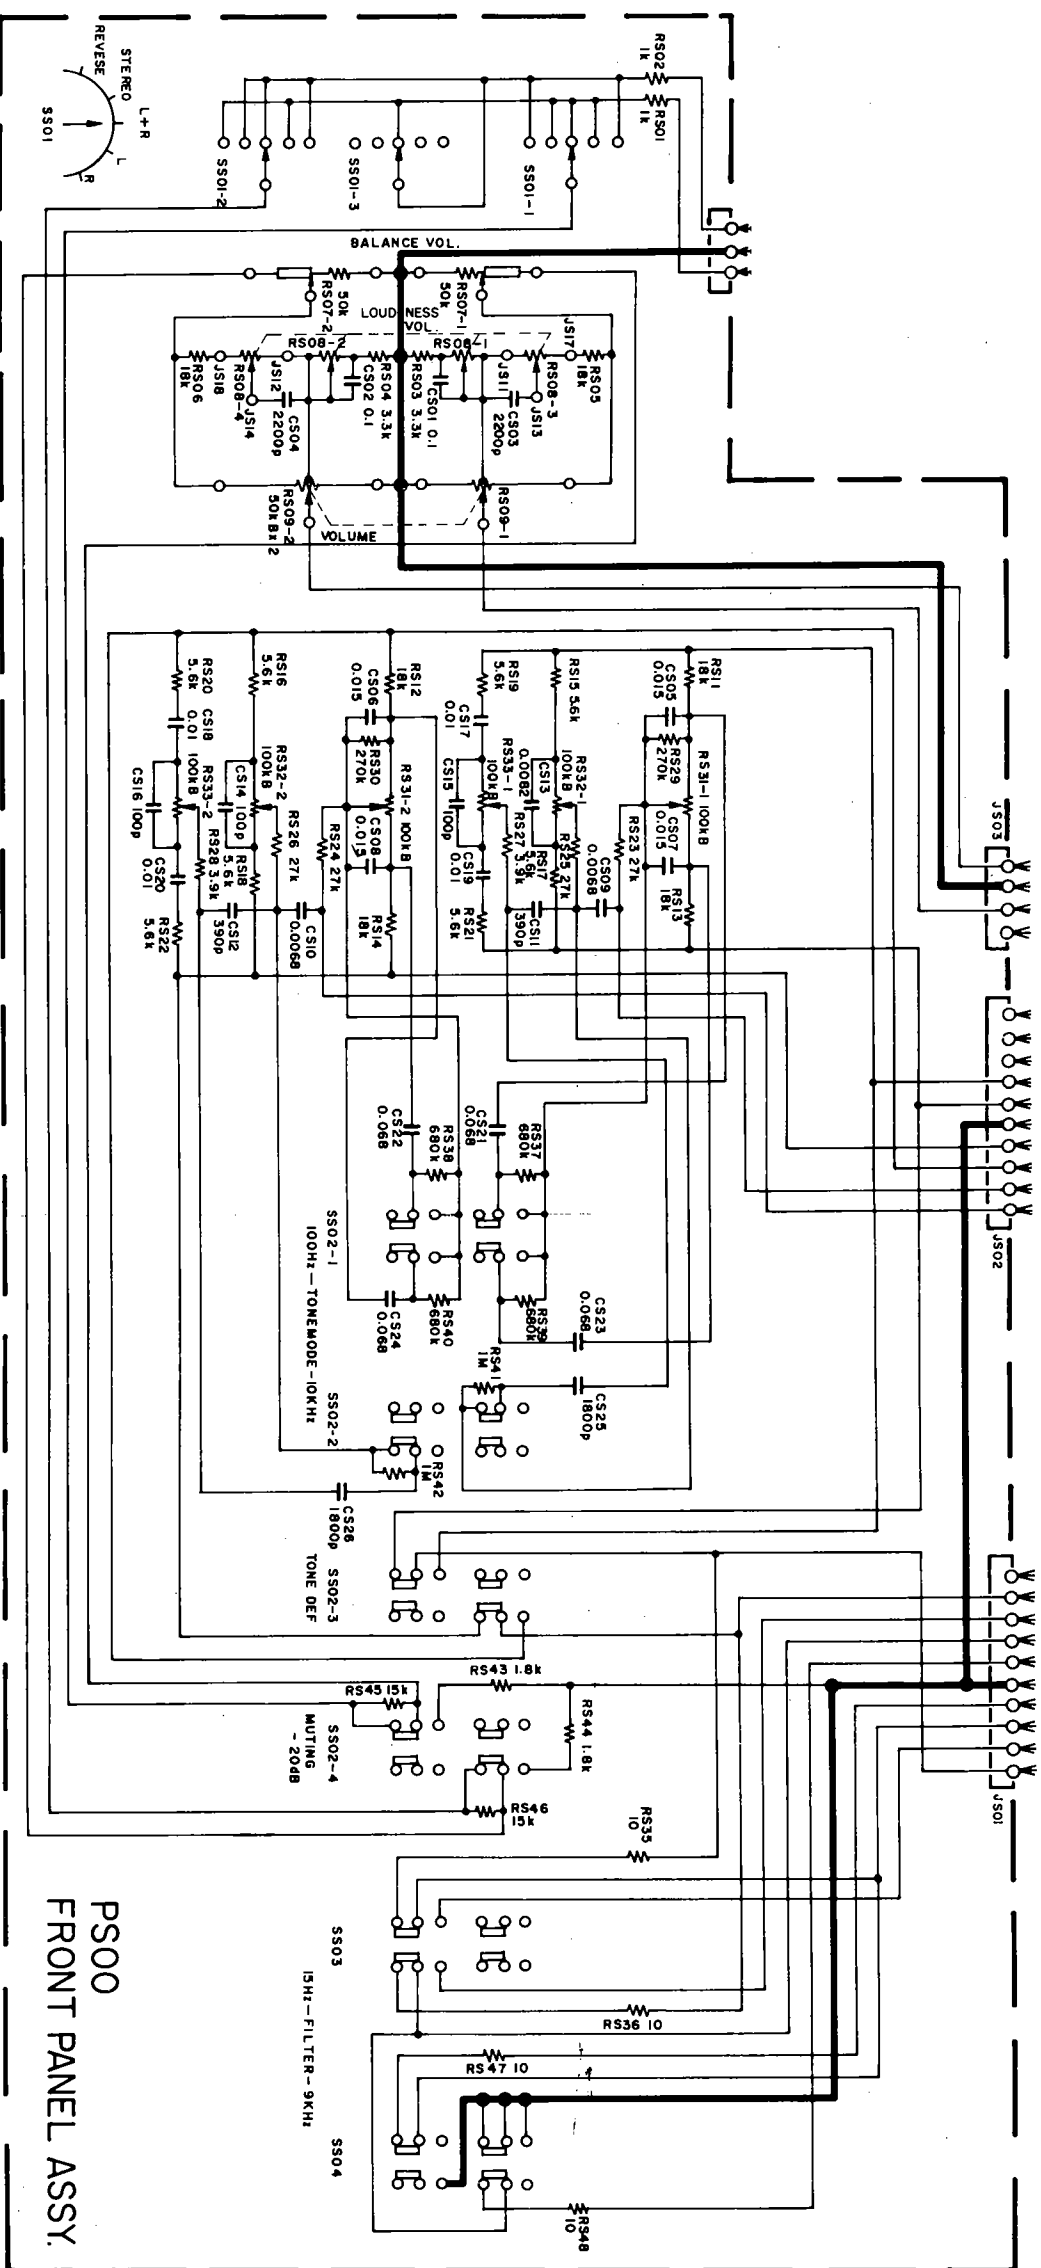 RS02
1k
RS01
1k
REVESE
STEREO
L+R
L
R
SS01
SS01-2
SS01-3
SS01-1
BALANCE VOL.
RS07-2
50k
RS07-1
50k
LOUDNESS
VOL.
RS08-2
RS08-1
RS06
18k
JS18
RS08-4
JS12
JS14
CS04
2200p
CS02 0.1
RS04 3.3k
RS03 3.3k
CS01 0.1
JS11
CS03
2200p
JS13
RS08-3
JS17
RS05
18k
RS09-2
50kB×2
RS09-1
VOLUME
RS20
5.6k
CS18
0.01
RS33-2
100kB
CS16 100p
CS20
0.01
RS22
5.6k
RS16
5.6k
RS32-2
100kB
CS14 100p
RS18
5.6k
RS28 3.9k
CS12
390p
RS26 27k
RS24 27k
CS10
0.0068
RS12
18k
CS06
0.015
RS30
270k
RS31-2 100kB
CS08
0.015
RS14
18k
RS19
5.6k
CS17
0.01
RS33-1
100kB
CS15
100p
CS19
0.01
RS21
5.6k
RS15 5.6k
RS32-1
100kB
CS13
0.0082
RS17
5.6k
RS27 3.9k
CS11
390p
RS25 27k
CS09
0.0068
RS23 27k
RS11
18k
CS05
0.015
RS29
270k
RS31-1 100kB
CS07
0.015
RS13
18k
JS03
JS02
CS22
0.068
RS38
680k
CS21
0.068
RS37
680k
SS02-1
100Hz-TONEMODE-10KHz
CS24
0.068
RS40
680k
RS39
680k
CS23
0.068
RS41
1M
CS25
1800p
SS02-2
RS42
1M
CS26
1800p
SS02-3
TONE DEF
RS43 1.8k
RS45 15k
RS44 1.8k
SS02-4
MUTING
-20dB
RS46
15k
JS01
RS35
10
SS03
RS36 10
15Hz-FILTER-9KHz
RS47 10
SS04
RS48
10
PS00
FRONT PANEL ASSY.